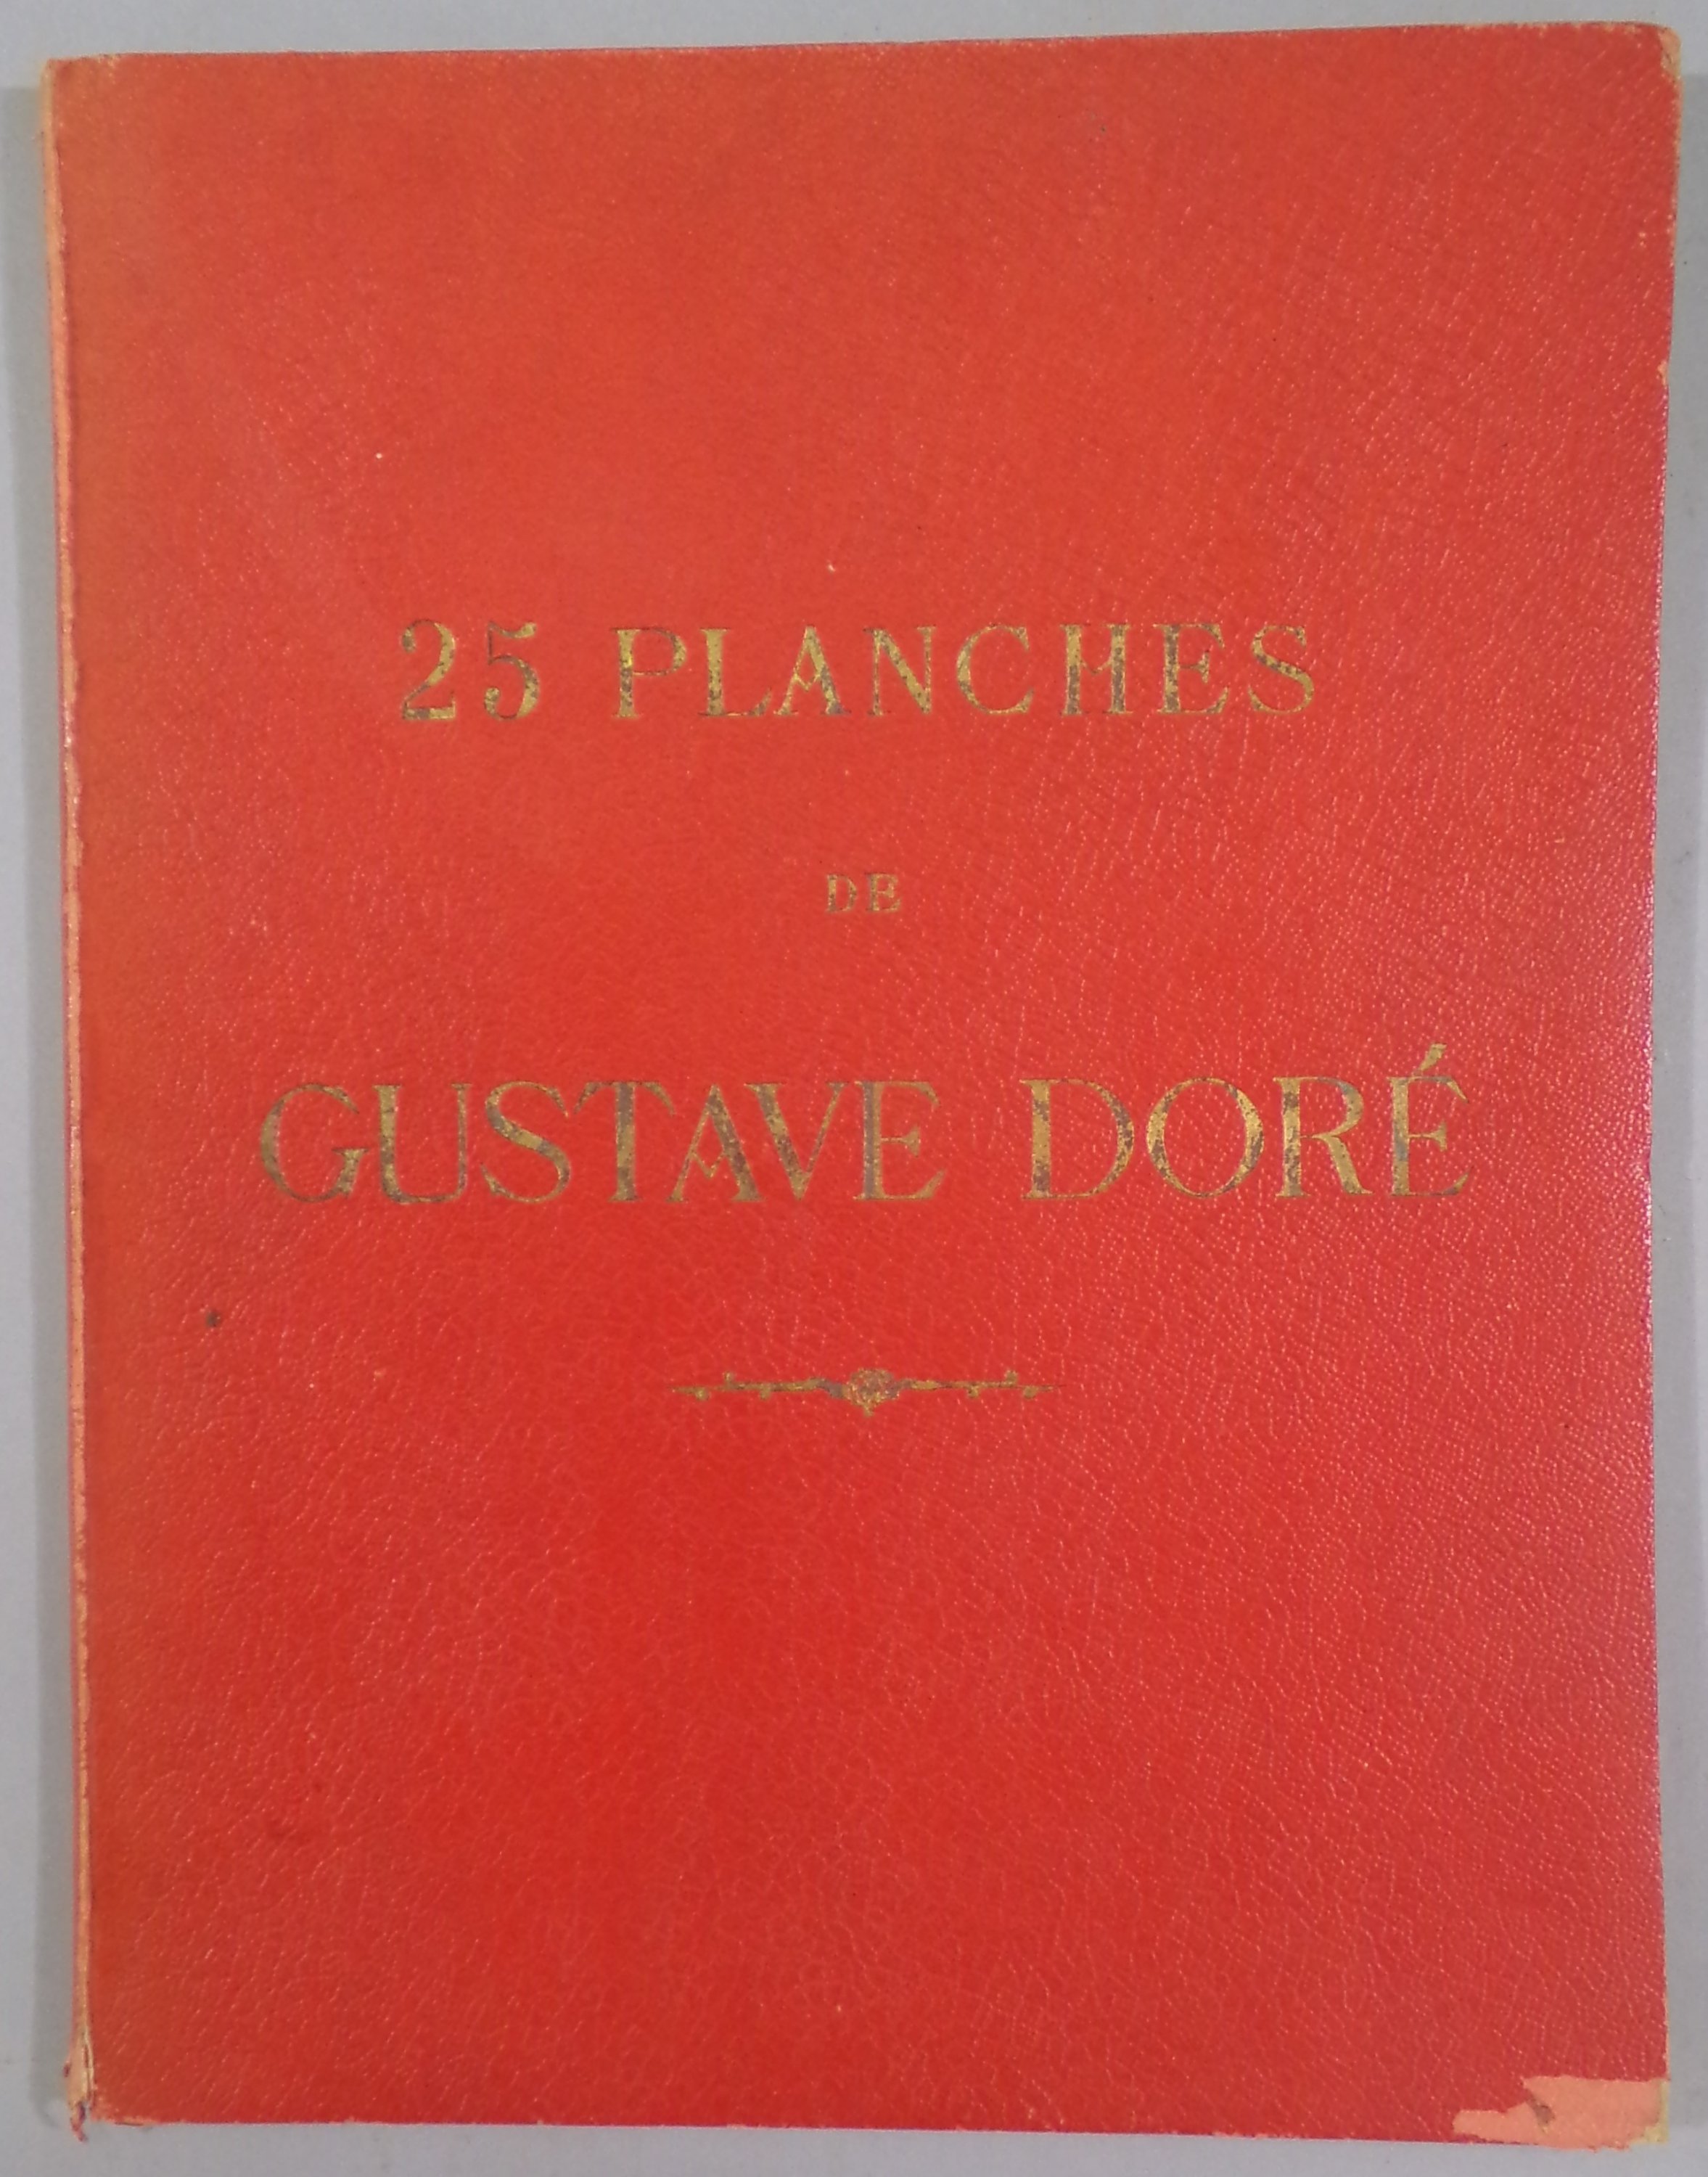 25 PLANCHES
DE
GUSTAVE DORÉ